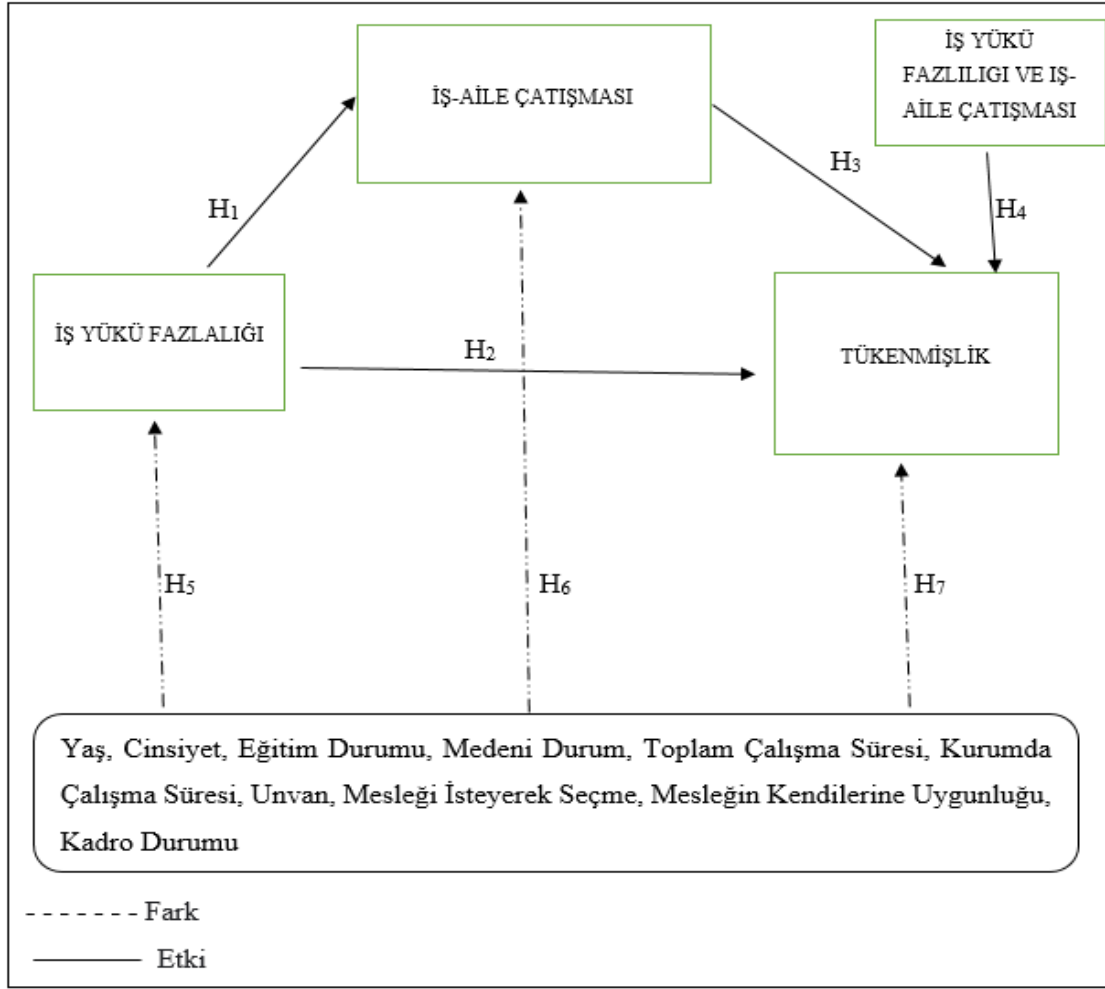 İŞ-AİLE ÇATIŞMASI
İŞ YÜKÜ
FAZLILIGI VE IŞ-
AİLE ÇATIŞMASI
H1
H3
H4
İŞ YÜKÜ FAZLALIĞI
H2
TÜKENMİŞLİK
H5
H6
H7
Yaş, Cinsiyet, Eğitim Durumu, Medeni Durum, Toplam Çalışma Süresi, Kurumda
Çalışma Süresi, Unvan, Mesleği İsteyerek Seçme, Mesleğin Kendilerine Uygunluğu,
Kadro Durumu
Fark
Etki